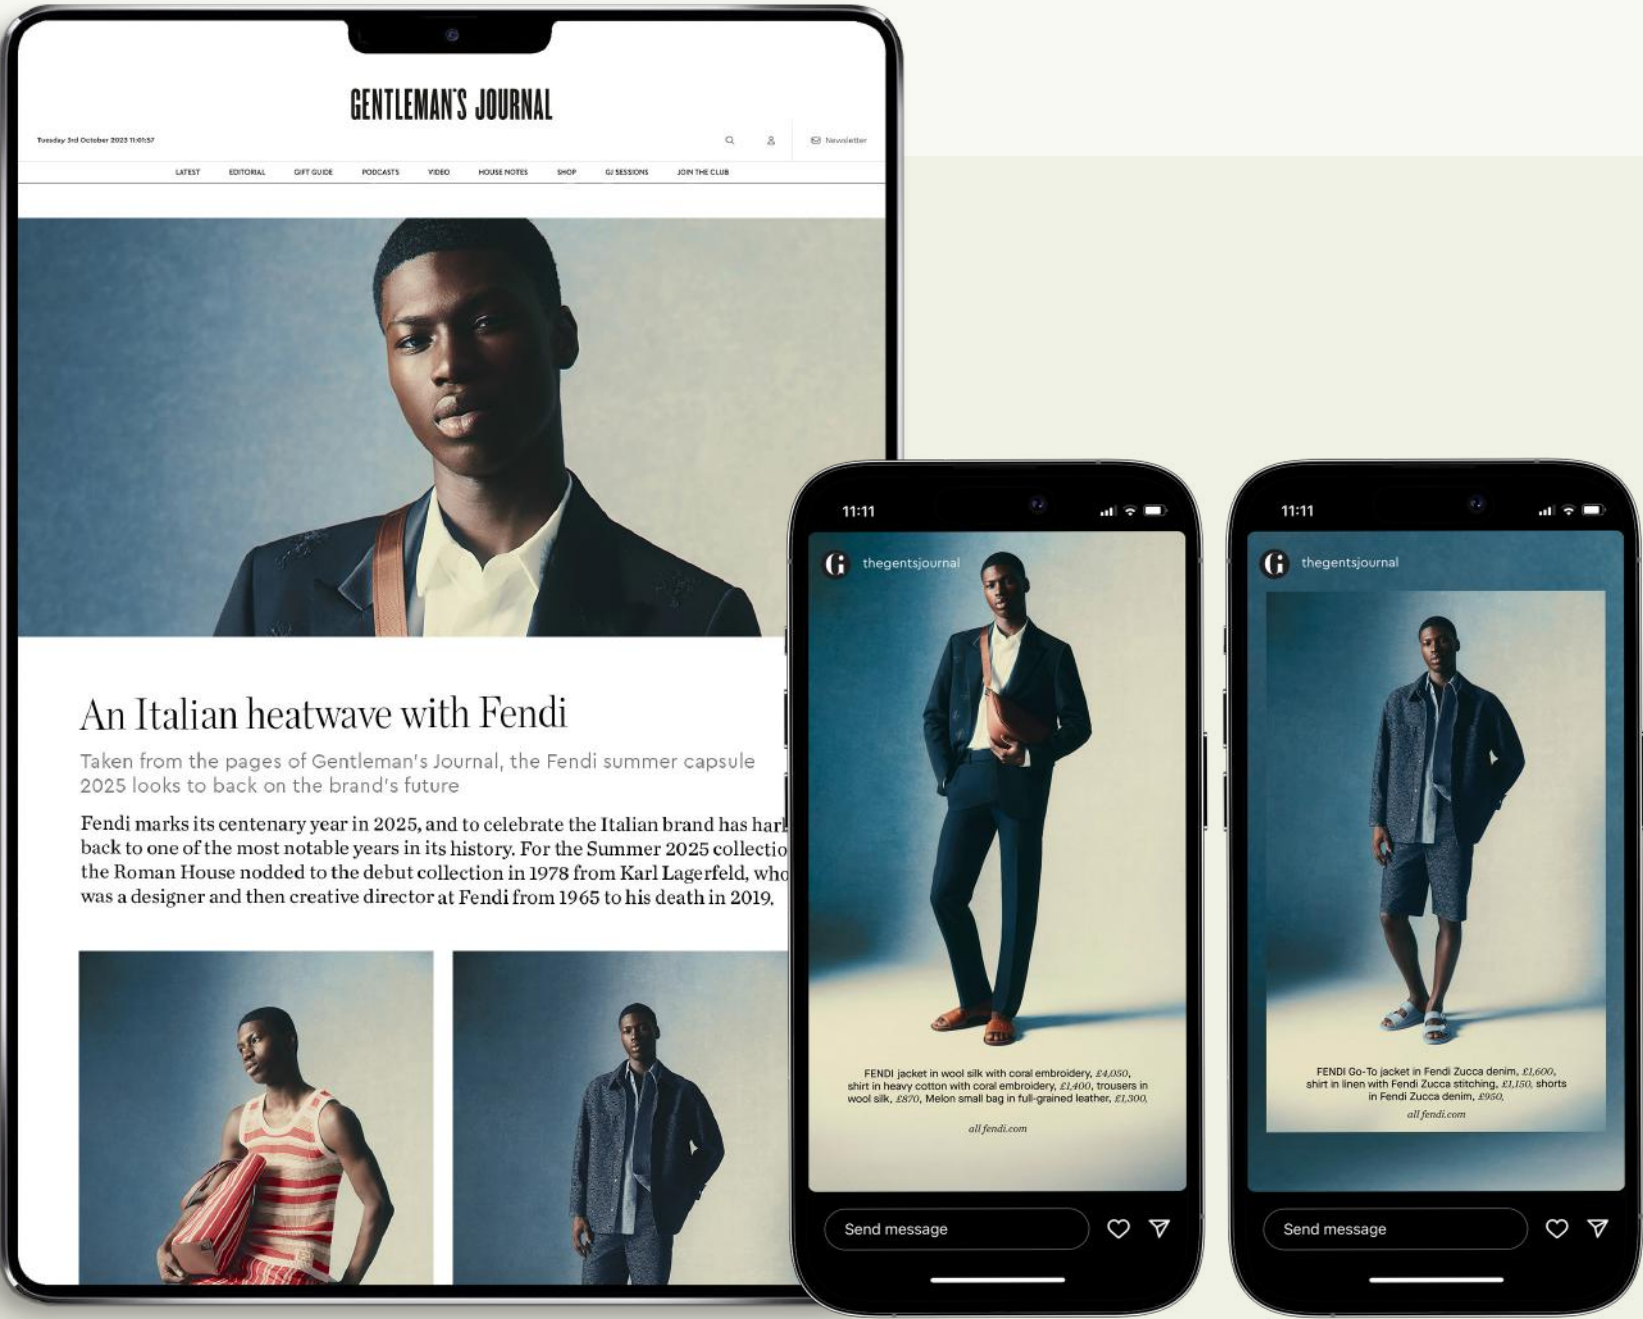 GENTLEMAN'S JOURNAL
Tuesday 3rd October 2023 11:01:57
Newsletter
LATEST EDITORIAL GIFT GUIDE PODCASTS VIDEO HOUSE NOTES SHOP GJ SESSIONS JOIN THE CLUB
An Italian heatwave with Fendi
Taken from the pages of Gentleman's Journal, the Fendi summer capsule
2025 looks to back on the brand's future
Fendi marks its centenary year in 2025, and to celebrate the Italian brand has
back to one of the most notable years in its history. For the Summer 2025 collectio
the Roman House nodded to the debut collection in 1978 from Karl Lagerfeld, who
was a designer and then creative director at Fendi from 1965 to his death in 2019.
11:11
G thegentsjournal
FENDI jacket in wool silk with coral embroidery, £4,050,
shirt in heavy cotton with coral embroidery, £1,400, trousers in
wool silk, £870, Melon small bag in full-grained leather, £1,300,
all fendi.com
Send message
11:11
G thegentsjournal
FENDI Go-To jacket in Fendi Zucca denim, £1,600,
shirt in linen with Fendi Zucca stitching, £1,150, shorts
in Fendi Zucca denim, £950,
all fendi.com
Send message